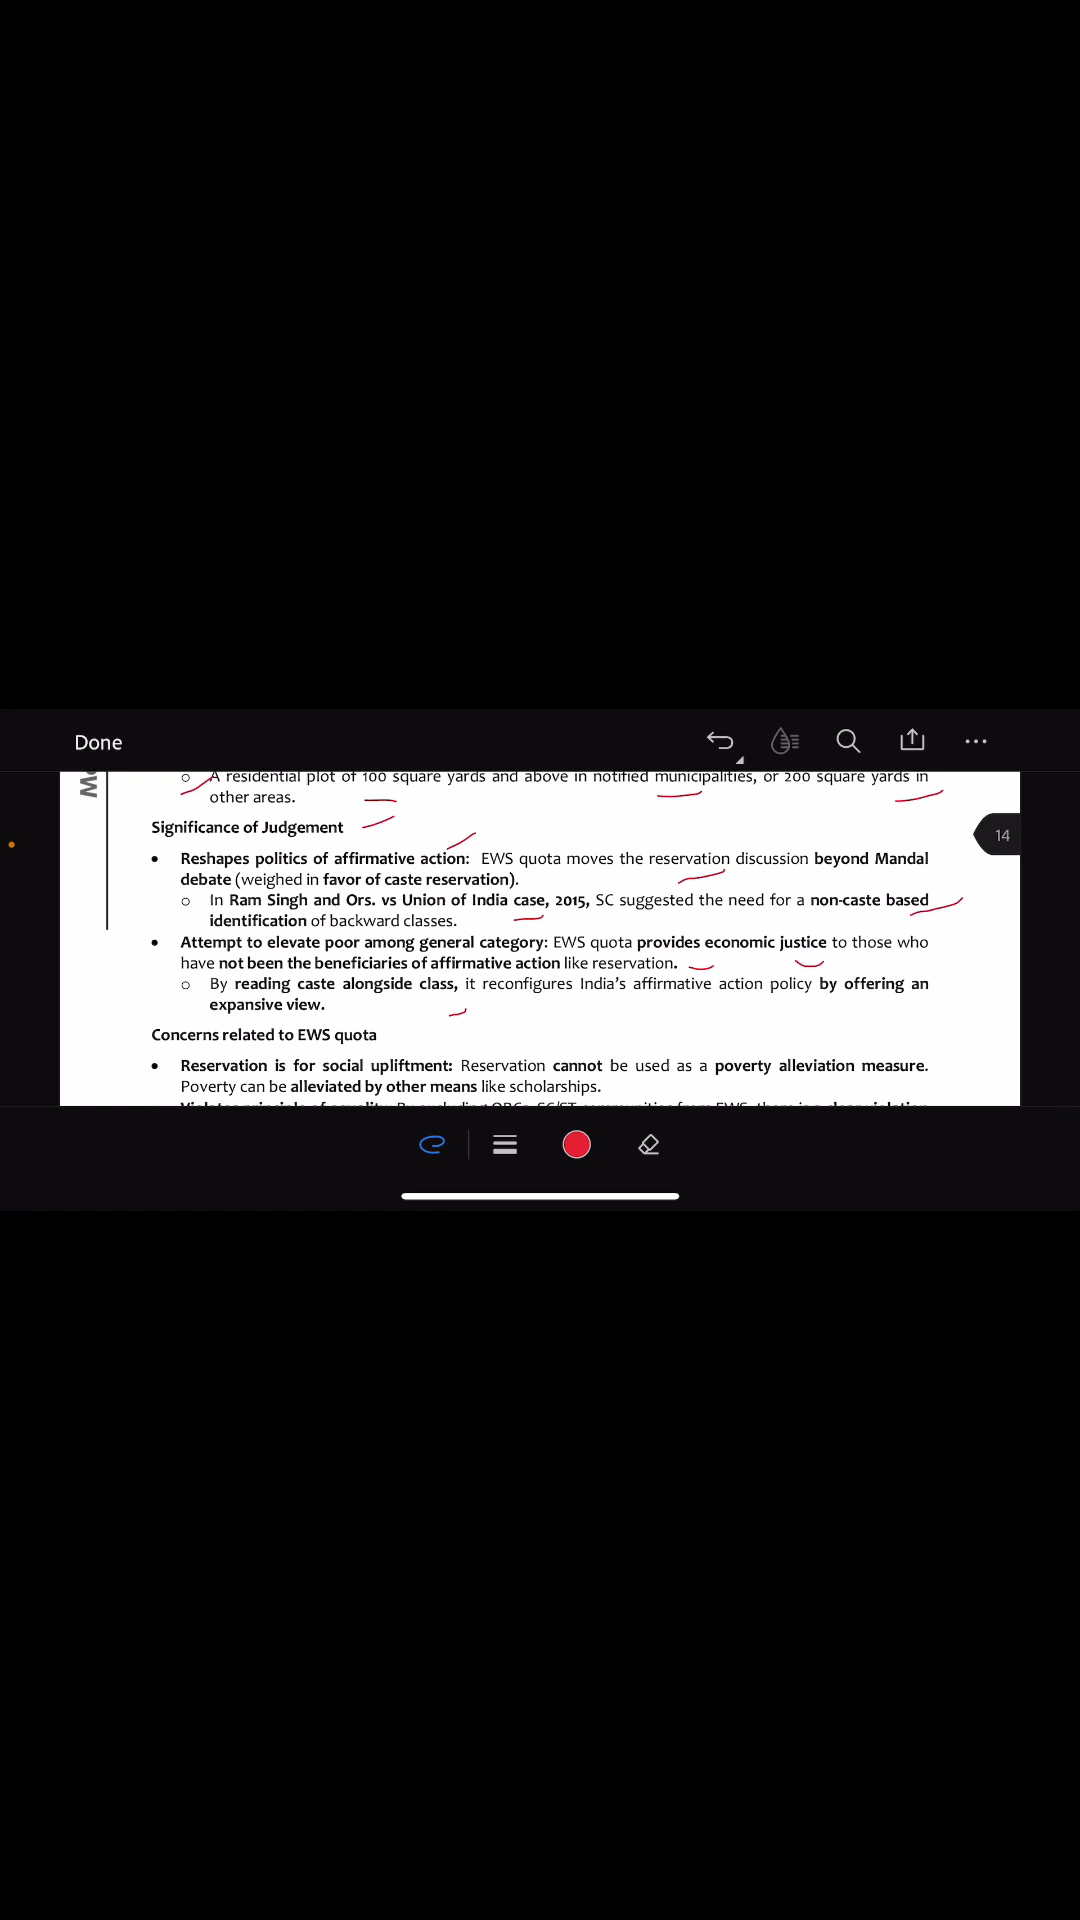 Done
W
○ A residential plot of 100 square yards and above in notified municipalities, or 200 square yards in
other areas.
Significance of Judgement
14
• Reshapes politics of affirmative action: EWS quota moves the reservation discussion beyond Mandal
debate (weighed in favor of caste reservation).
○ In Ram Singh and Ors. vs Union of India case, 2015, SC suggested the need for a non-caste based
identification of backward classes.
• Attempt to elevate poor among general category: EWS quota provides economic justice to those who
have not been the beneficiaries of affirmative action like reservation.
○ By reading caste alongside class, it reconfigures India's affirmative action policy by offering an
expansive view.
Concerns related to EWS quota
• Reservation is for social upliftment: Reservation cannot be used as a poverty alleviation measure.
Poverty can be alleviated by other means like scholarships.